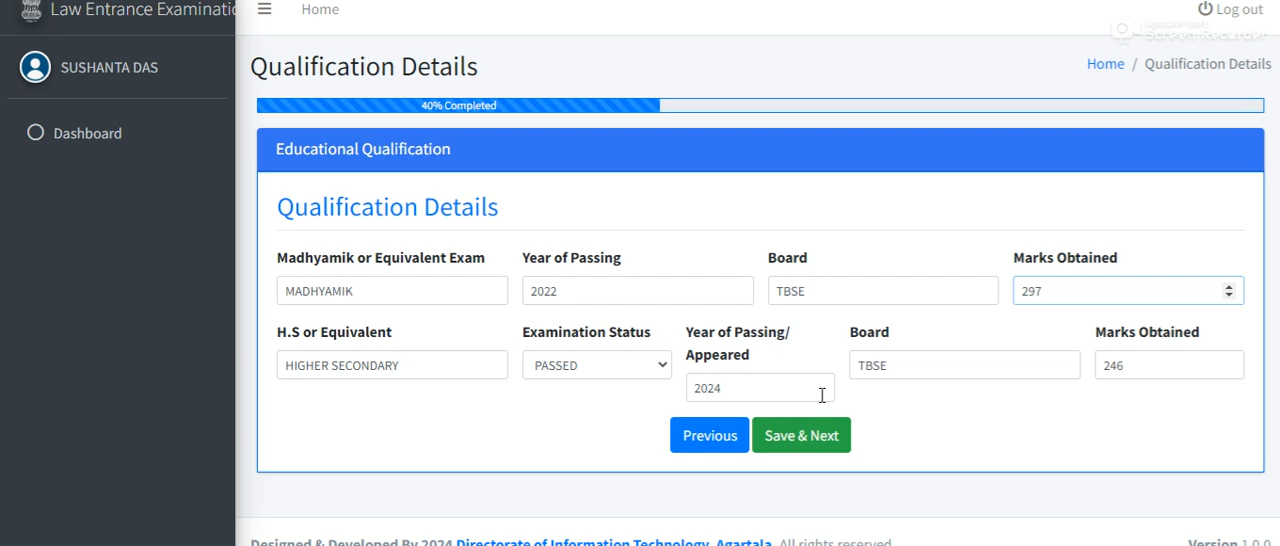 Law Entrance Examinatio
Home
Log out
Apowersoft
Screen Recorder
SUSHANTA DAS
Qualification Details
Home / Qualification Details
40% Completed
Dashboard
Educational Qualification
Qualification Details
Madhyamik or Equivalent Exam Year of Passing Board Marks Obtained
MADHYAMIK 2022 TBSE 297
H.S or Equivalent Examination Status Year of Passing/ Board Marks Obtained
Appeared
HIGHER SECONDARY PASSED TBSE 246
2024
Previous Save & Next
Designed & Developed By 2024 Directorate of Information Technology, Agartala. All rights reserved.
Version 1.0.0